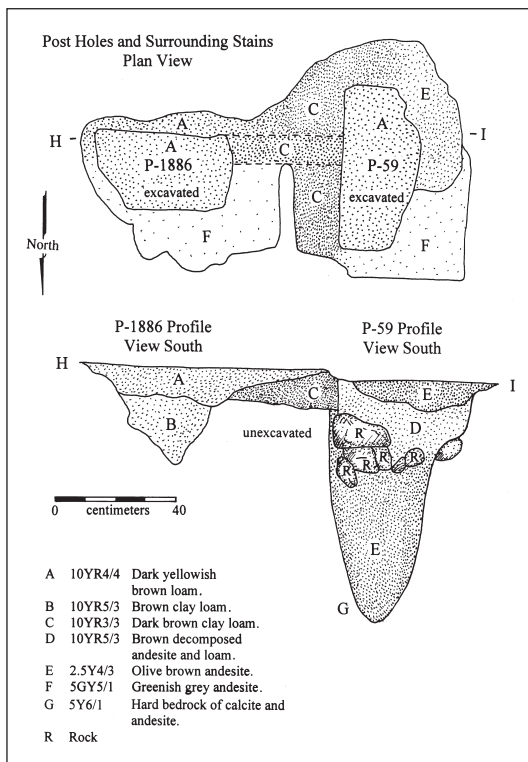 Post Holes and Surrounding Stains
Plan View
H
A
A
P-1886
excavated
F
C
C
C
A
P-59
excavated
E
F
I
North
P-1886 Profile
View South
P-59 Profile
View South
H
A
B
C
unexcavated
E
D
R
R
R
R
R
E
G
I
0 centimeters 40
A 10YR4/4 Dark yellowish
brown loam.
B 10YR5/3 Brown clay loam.
C 10YR3/3 Dark brown clay loam.
D 10YR5/3 Brown decomposed
andesite and loam.
E 2.5Y4/3 Olive brown andesite.
F 5GY5/1 Greenish grey andesite.
G 5Y6/1 Hard bedrock of calcite and
andesite.
R Rock